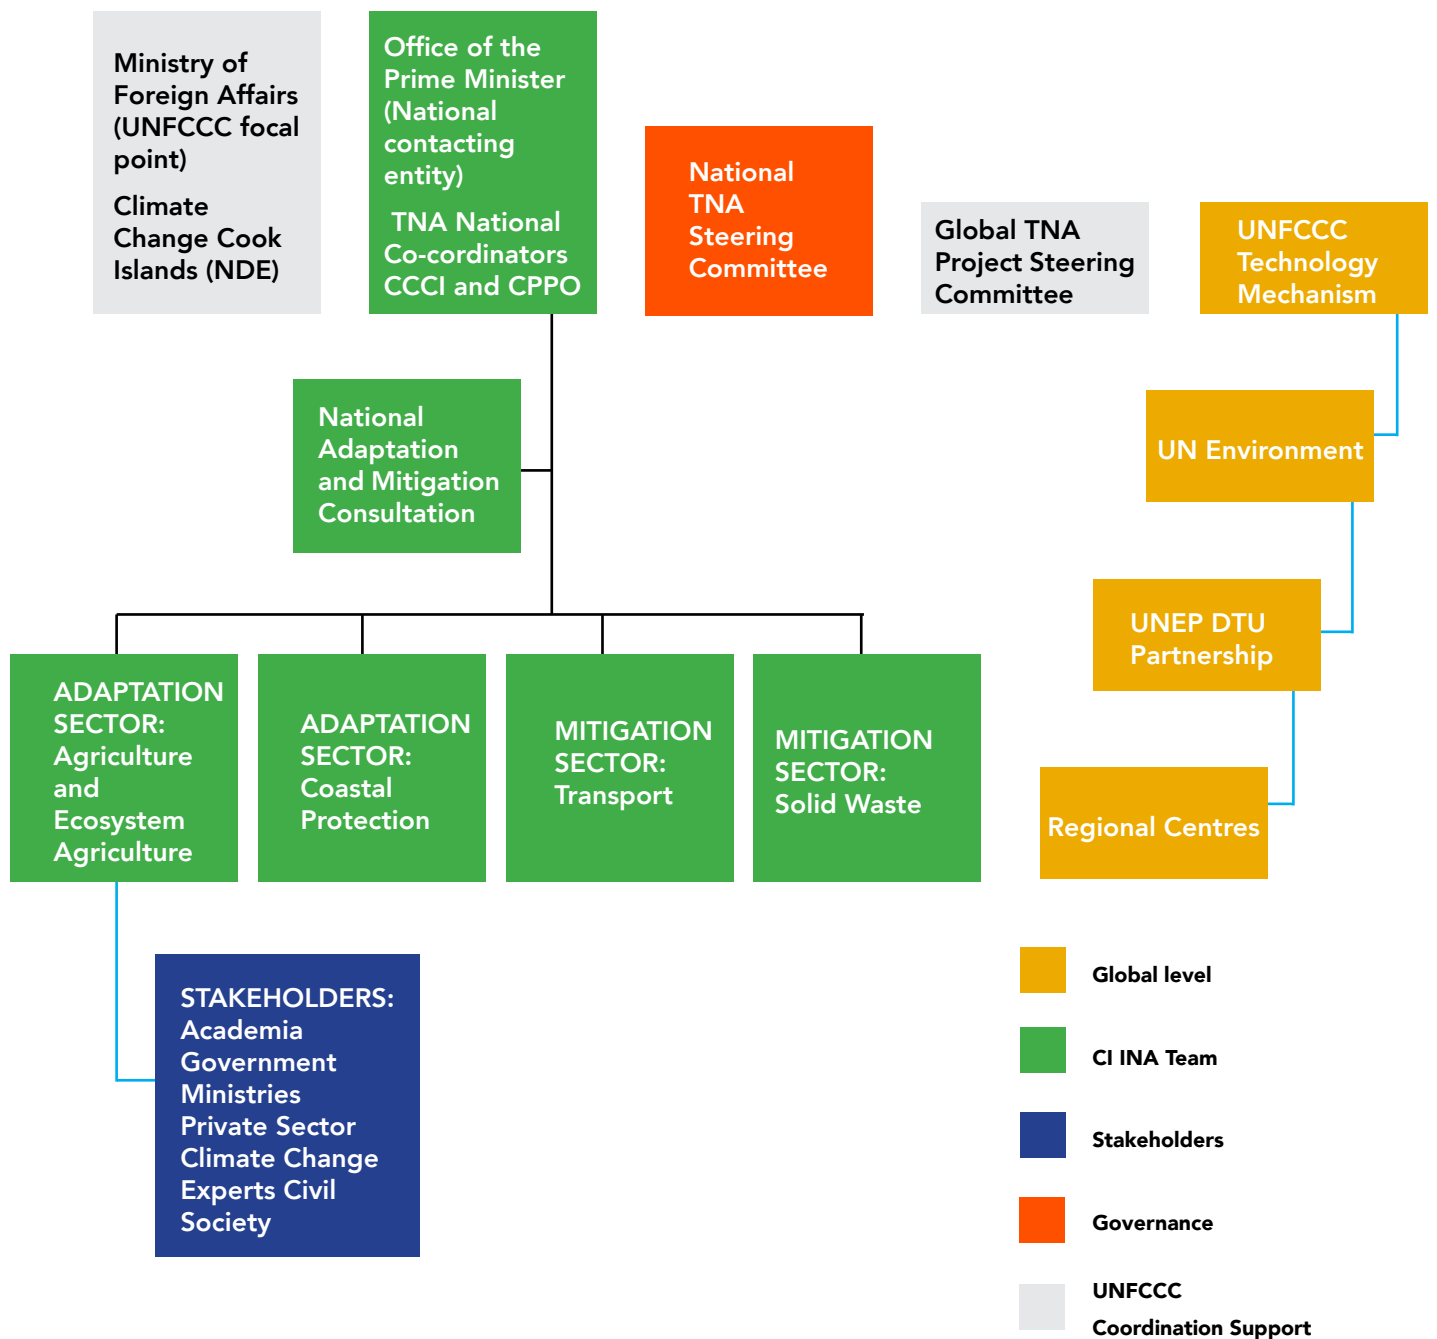 Ministry of
Foreign Affairs
(UNFCCC focal
point)
Climate
Change Cook
Islands (NDE)
Office of the
Prime Minister
(National
contacting
entity)
TNA National
Co-cordinators
CCCI and CPPO
National
TNA
Steering
Committee
Global TNA
Project Steering
Committee
UNFCCC
Technology
Mechanism
National
Adaptation
and Mitigation
Consultation
UN Environment
UNEP DTU
Partnership
Regional Centres
ADAPTATION
SECTOR:
Agriculture
and
Ecosystem
Agriculture
ADAPTATION
SECTOR:
Coastal
Protection
MITIGATION
SECTOR:
Transport
MITIGATION
SECTOR:
Solid Waste
STAKEHOLDERS:
Academia
Government
Ministries
Private Sector
Climate Change
Experts Civil
Society
Global level
CI INA Team
Stakeholders
Governance
UNFCCC
Coordination Support